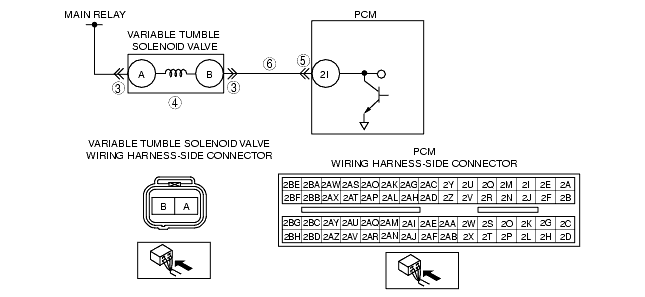 MAIN RELAY
PCM
VARIABLE TUMBLE
SOLENOID VALVE
A
B
2I
③
③
④
⑤
⑥
VARIABLE TUMBLE SOLENOID VALVE
WIRING HARNESS-SIDE CONNECTOR
B A
PCM
WIRING HARNESS-SIDE CONNECTOR
2BE 2BA 2AW 2AS 2AO 2AK 2AG 2AC 2Y 2U 2Q 2M 2I 2E 2A
2BF 2BB 2AX 2AT 2AP 2AL 2AH 2AD 2Z 2V 2R 2N 2J 2F 2B
2BG 2BC 2AY 2AU 2AQ 2AM 2AI 2AE 2AA 2W 2S 2O 2K 2G 2C
2BH 2BD 2AZ 2AV 2AR 2AN 2AJ 2AF 2AB 2X 2T 2P 2L 2H 2D